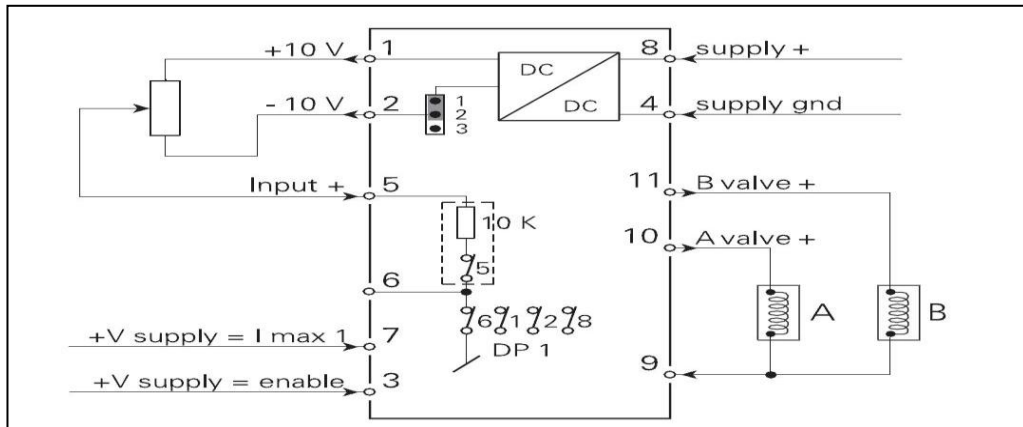 +10 V
1
- 10 V
2
1
2
3
DC
DC
8
supply +
4
supply gnd
Input +
5
10 K
5
6
11
B valve +
10
A valve +
6 1 2 8
DP 1
A
B
+V supply = I max 1
7
+V supply = enable
3
9